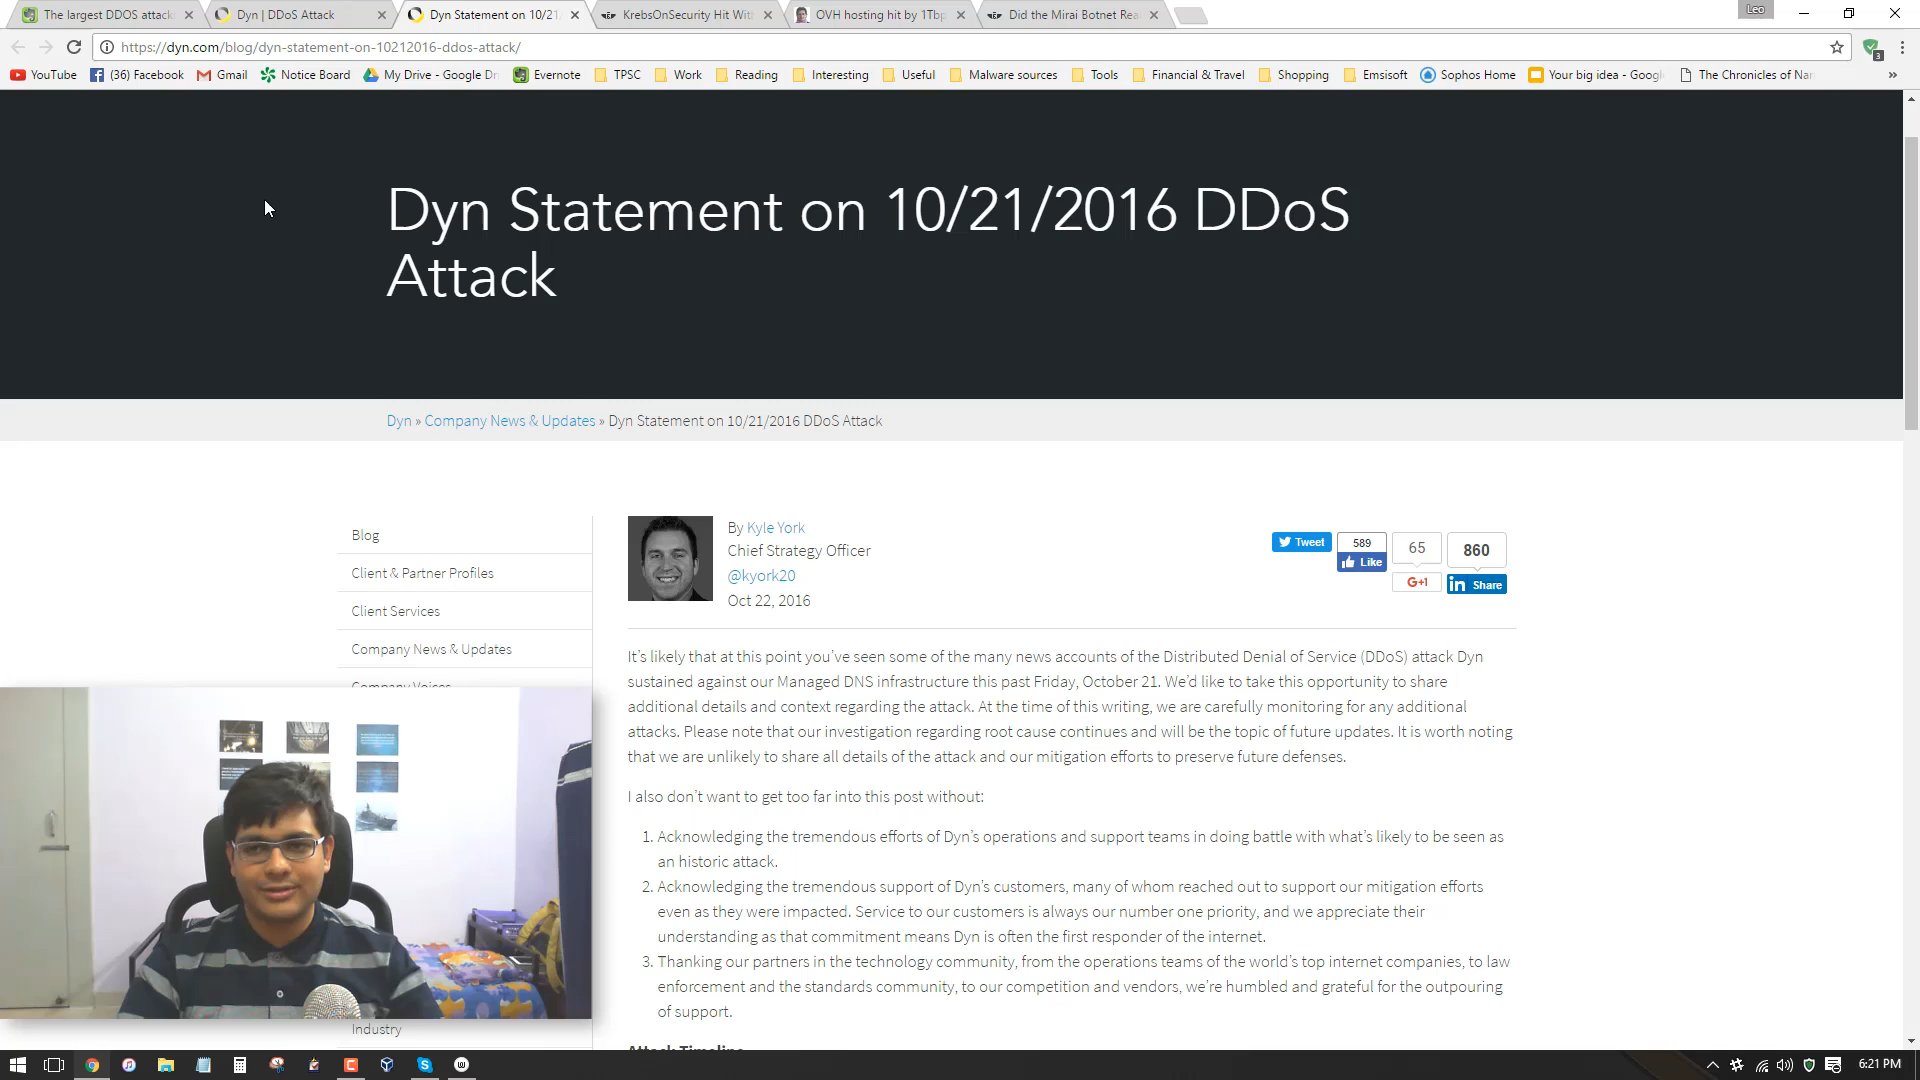 The largest DDOS attack
Dyn | DDoS Attack
Dyn Statement on 10/21
KrebsOnSecurity Hit Wit
OVH hosting hit by 1Tbp
Did the Mirai Botnet Rea
Leo
https://dyn.com/blog/dyn-statement-on-10212016-ddos-attack/
3
YouTube
(36) Facebook
Gmail
Notice Board
My Drive - Google Dr
Evernote
TPSC
Work
Reading
Interesting
Useful
Malware sources
Tools
Financial & Travel
Shopping
Emsisoft
Sophos Home
Your big idea - Googl
The Chronicles of Nar
»
Dyn Statement on 10/21/2016 DDoS
Attack
Dyn » Company News & Updates » Dyn Statement on 10/21/2016 DDoS Attack
Blog
Client & Partner Profiles
Client Services
Company News & Updates
Company Voices
Industry
By Kyle York
Chief Strategy Officer
@kyork20
Oct 22, 2016
Tweet
589
Like
65
G+1
860
in Share
It's likely that at this point you've seen some of the many news accounts of the Distributed Denial of Service (DDoS) attack Dyn
sustained against our Managed DNS infrastructure this past Friday, October 21. We'd like to take this opportunity to share
additional details and context regarding the attack. At the time of this writing, we are carefully monitoring for any additional
attacks. Please note that our investigation regarding root cause continues and will be the topic of future updates. It is worth noting
that we are unlikely to share all details of the attack and our mitigation efforts to preserve future defenses.
I also don't want to get too far into this post without:
1. Acknowledging the tremendous efforts of Dyn's operations and support teams in doing battle with what's likely to be seen as
an historic attack.
2. Acknowledging the tremendous support of Dyn's customers, many of whom reached out to support our mitigation efforts
even as they were impacted. Service to our customers is always our number one priority, and we appreciate their
understanding as that commitment means Dyn is often the first responder of the internet.
3. Thanking our partners in the technology community, from the operations teams of the world's top internet companies, to law
enforcement and the standards community, to our competition and vendors, we're humbled and grateful for the outpouring
of support.
Attack Timeline
6:21 PM